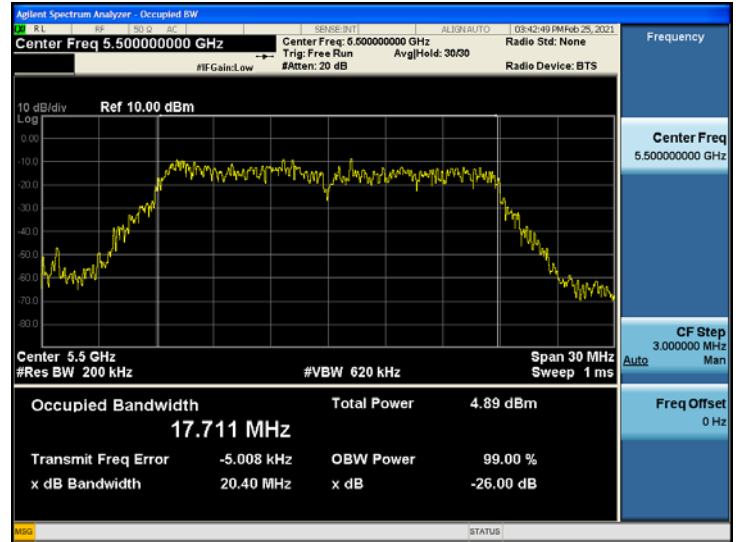 Agilent Spectrum Analyzer - Occupied BW
RL RF 50 Ω AC SENSE:INT ALIGNAUTO 03:42:49 PM Feb 25, 2021
Center Freq 5.500000000 GHz Center Freq: 5.500000000 GHz Radio Std: None Frequency
Trig: Free Run Avg|Hold: 30/30
#IFGain:Low #Atten: 20 dB Radio Device: BTS
10 dB/div Ref 10.00 dBm
Log
0.00
-10.0
-20.0
-30.0
-40.0
-50.0
-60.0
-70.0
-80.0
Center Freq
5.500000000 GHz
Center 5.5 GHz Span 30 MHz
#Res BW 200 kHz #VBW 620 kHz Sweep 1 ms
CF Step
3.000000 MHz
Auto Man
Occupied Bandwidth Total Power 4.89 dBm
17.711 MHz
Transmit Freq Error -5.008 kHz OBW Power 99.00 %
x dB Bandwidth 20.40 MHz x dB -26.00 dB
Freq Offset
0 Hz
MSG STATUS